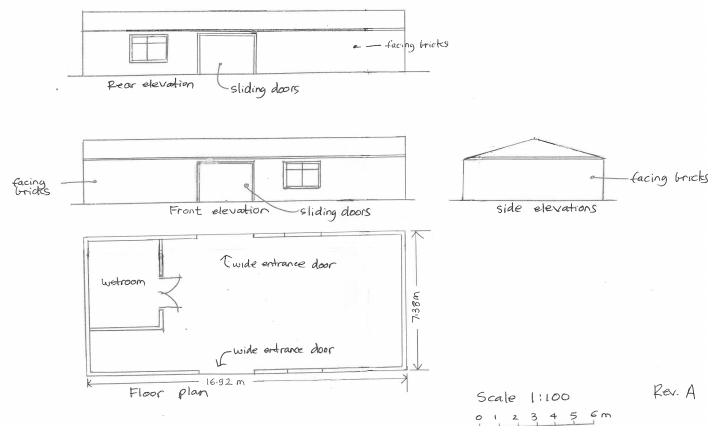 facing bricks
Rear elevation
sliding doors
facing
bricks
Front elevation
sliding doors
facing bricks
side elevations
wide entrance door
wetroom
7.38m
wide entrance door
16.92 m
Floor plan
Scale 1:100
Rev. A
0 1 2 3 4 5 6m